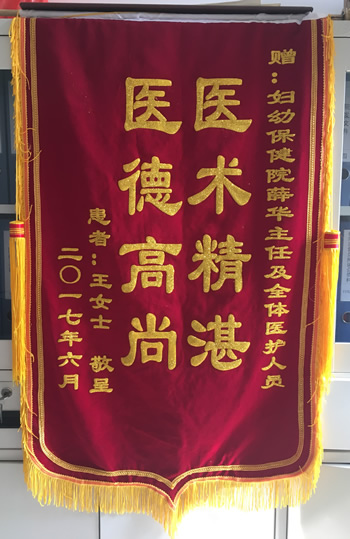 赠：妇幼保健院薛华主任及全体医护人员
医术精湛
医德高尚
患者：王女士 敬呈
二〇一七年六月